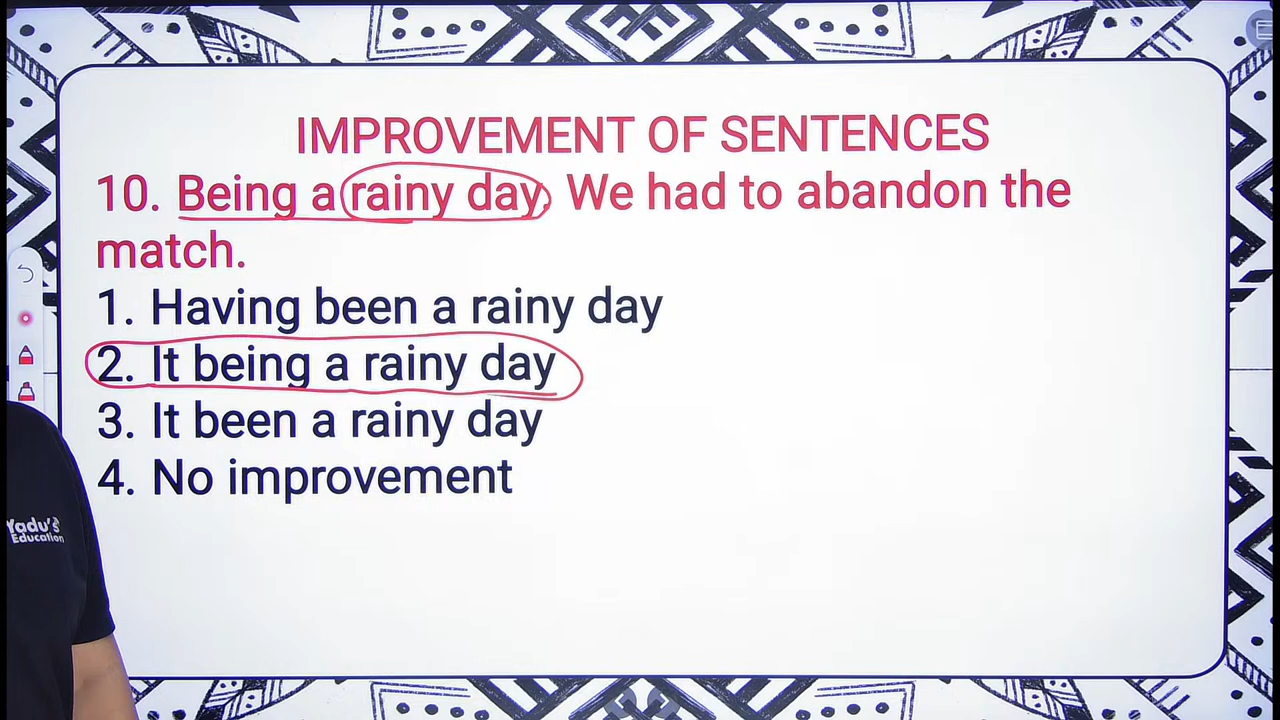 IMPROVEMENT OF SENTENCES
10. Being a rainy day, We had to abandon the
match.
1. Having been a rainy day
2. It being a rainy day
3. It been a rainy day
4. No improvement
Yadu's
Education